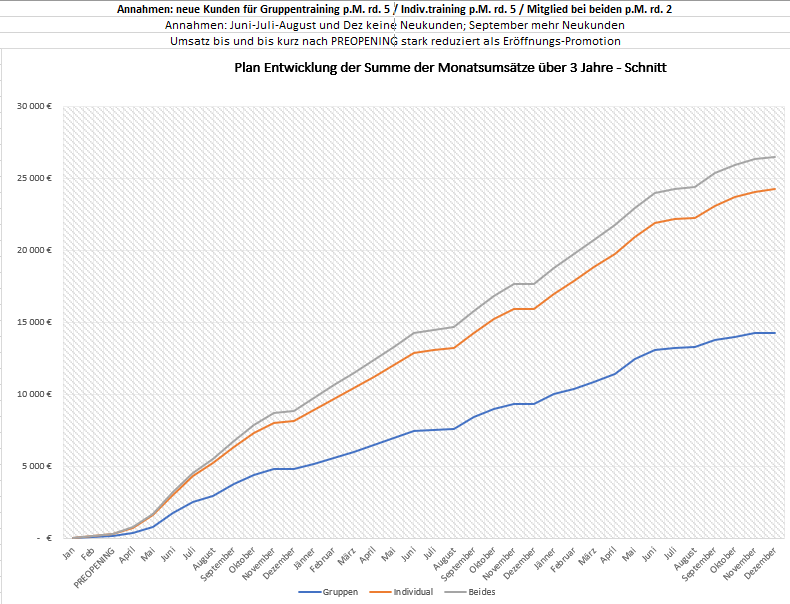 Annahmen: neue Kunden für Gruppentraining p.M. rd. 5 / Indiv.training p.M. rd. 5 / Mitglied bei beiden p.M. rd. 2
Annahmen: Juni-Juli-August und Dez keine Neukunden; September mehr Neukunden
Umsatz bis und bis kurz nach PREOPENING stark reduziert als Eröffnungs-Promotion
Plan Entwicklung der Summe der Monatsumsätze über 3 Jahre - Schnitt
30 000 €
25 000 €
20 000 €
15 000 €
10 000 €
5 000 €
- €
Jan
Feb
PREOPENING
April
Mai
Juni
Juli
August
September
Oktober
November
Dezember
Jänner
Februar
März
April
Mai
Juni
Juli
August
September
Oktober
November
Dezember
Jänner
Februar
März
April
Mai
Juni
Juli
August
September
Oktober
November
Dezember
Gruppen
Individual
Beides